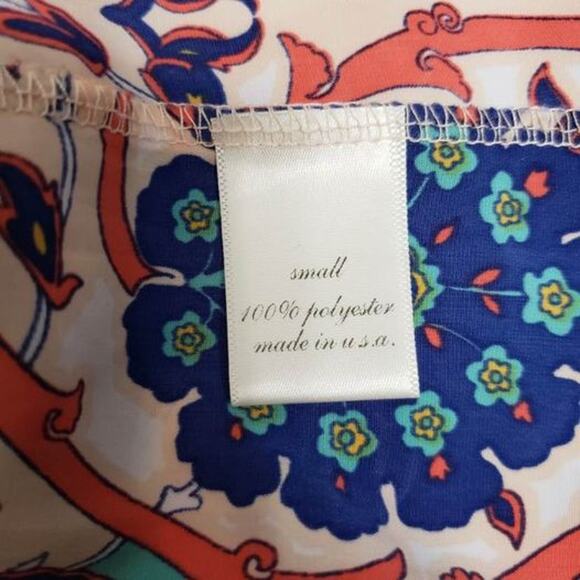 small
100% polyester
made in u s.a.